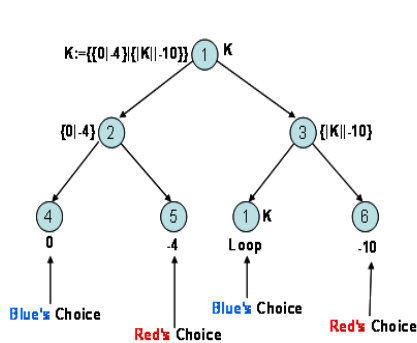 K:={{0|-4}|{|K||-10}} 1 K
{0|-4} 2 3 {|K||-10}
4 5 1 K 6
0 -4 Loop -10
Blue's Choice Red's Choice Blue's Choice Red's Choice